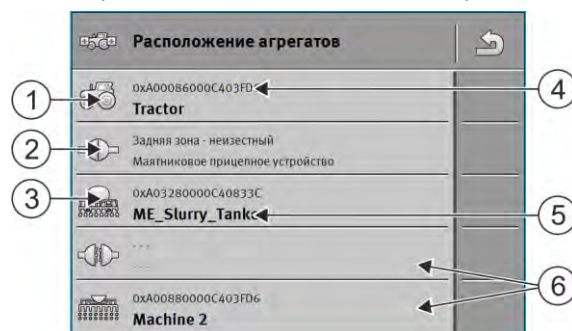 Расположение агрегатов
0xA00086000C403FD
Tractor
Задняя зона - неизвестный
Маятниковое прицепное устройство
0xA03280000C40833C
ME_Slurry_Tank
- - -
- - -
0xA00880000C403FD6
Machine 2
1
2
3
4
5
6